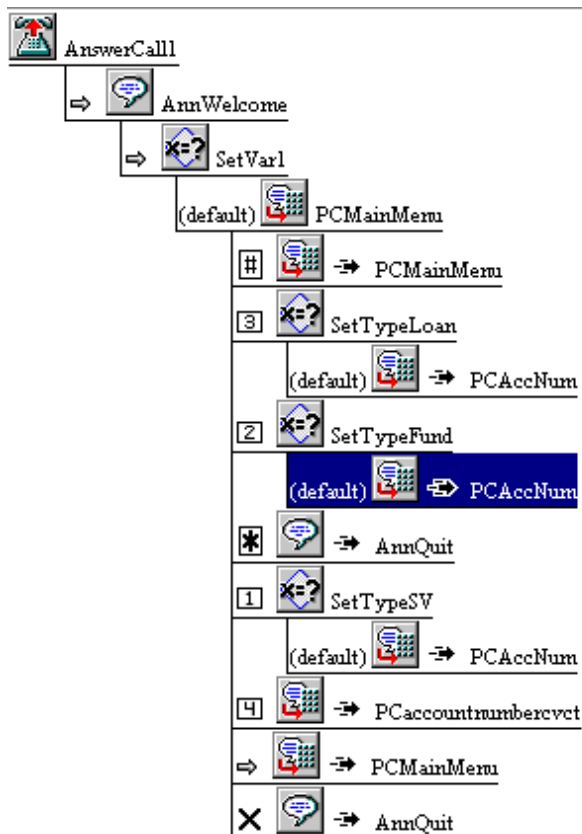 AnswerCall1
AnnWelcome
x=? SetVar1
(default) PCMainMenu
# PCMainMenu
3 x=? SetTypeLoan
(default) PCAccNum
2 x=? SetTypeFund
(default) PCAccNum
* AnnQuit
1 x=? SetTypeSV
(default) PCAccNum
4 PCaccountnumbercvct
PCMainMenu
X AnnQuit